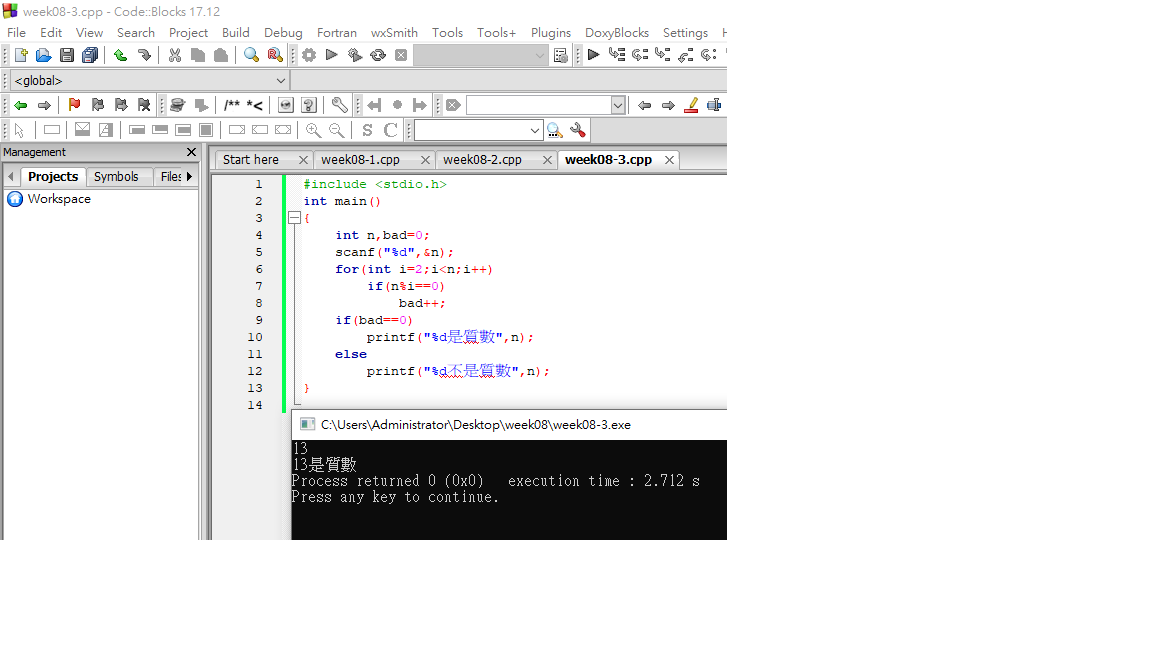 week08-3.cpp - Code::Blocks 17.12
File Edit View Search Project Build Debug Fortran wxSmith Tools Tools+ Plugins DoxyBlocks Settings H
<global>
/** *<
S C
Management
Start here week08-1.cpp week08-2.cpp week08-3.cpp
Projects Symbols Files
Workspace
1 #include <stdio.h>
2 int main()
3 {
4 int n,bad=0;
5 scanf("%d",&n);
6 for(int i=2;i<n;i++)
7 if(n%i==0)
8 bad++;
9 if(bad==0)
10 printf("%d是質數",n);
11 else
12 printf("%d不是質數",n);
13 }
14
C:\Users\Administrator\Desktop\week08\week08-3.exe
13
13是質數
Process returned 0 (0x0) execution time : 2.712 s
Press any key to continue.